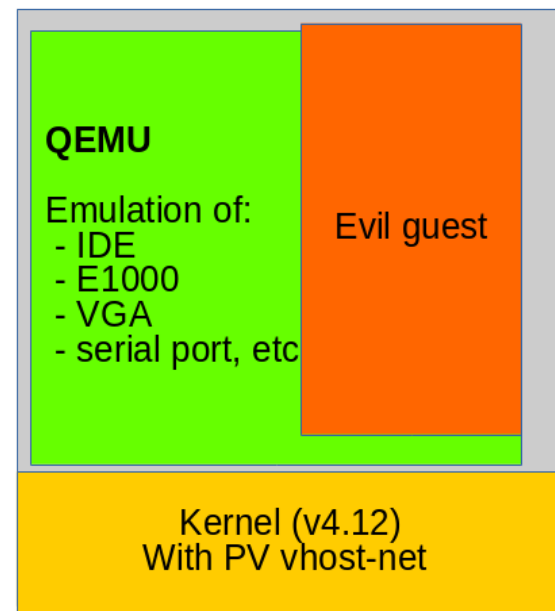 QEMU
Emulation of:
- IDE
- E1000
- VGA
- serial port, etc
Evil guest
Kernel (v4.12)
With PV vhost-net